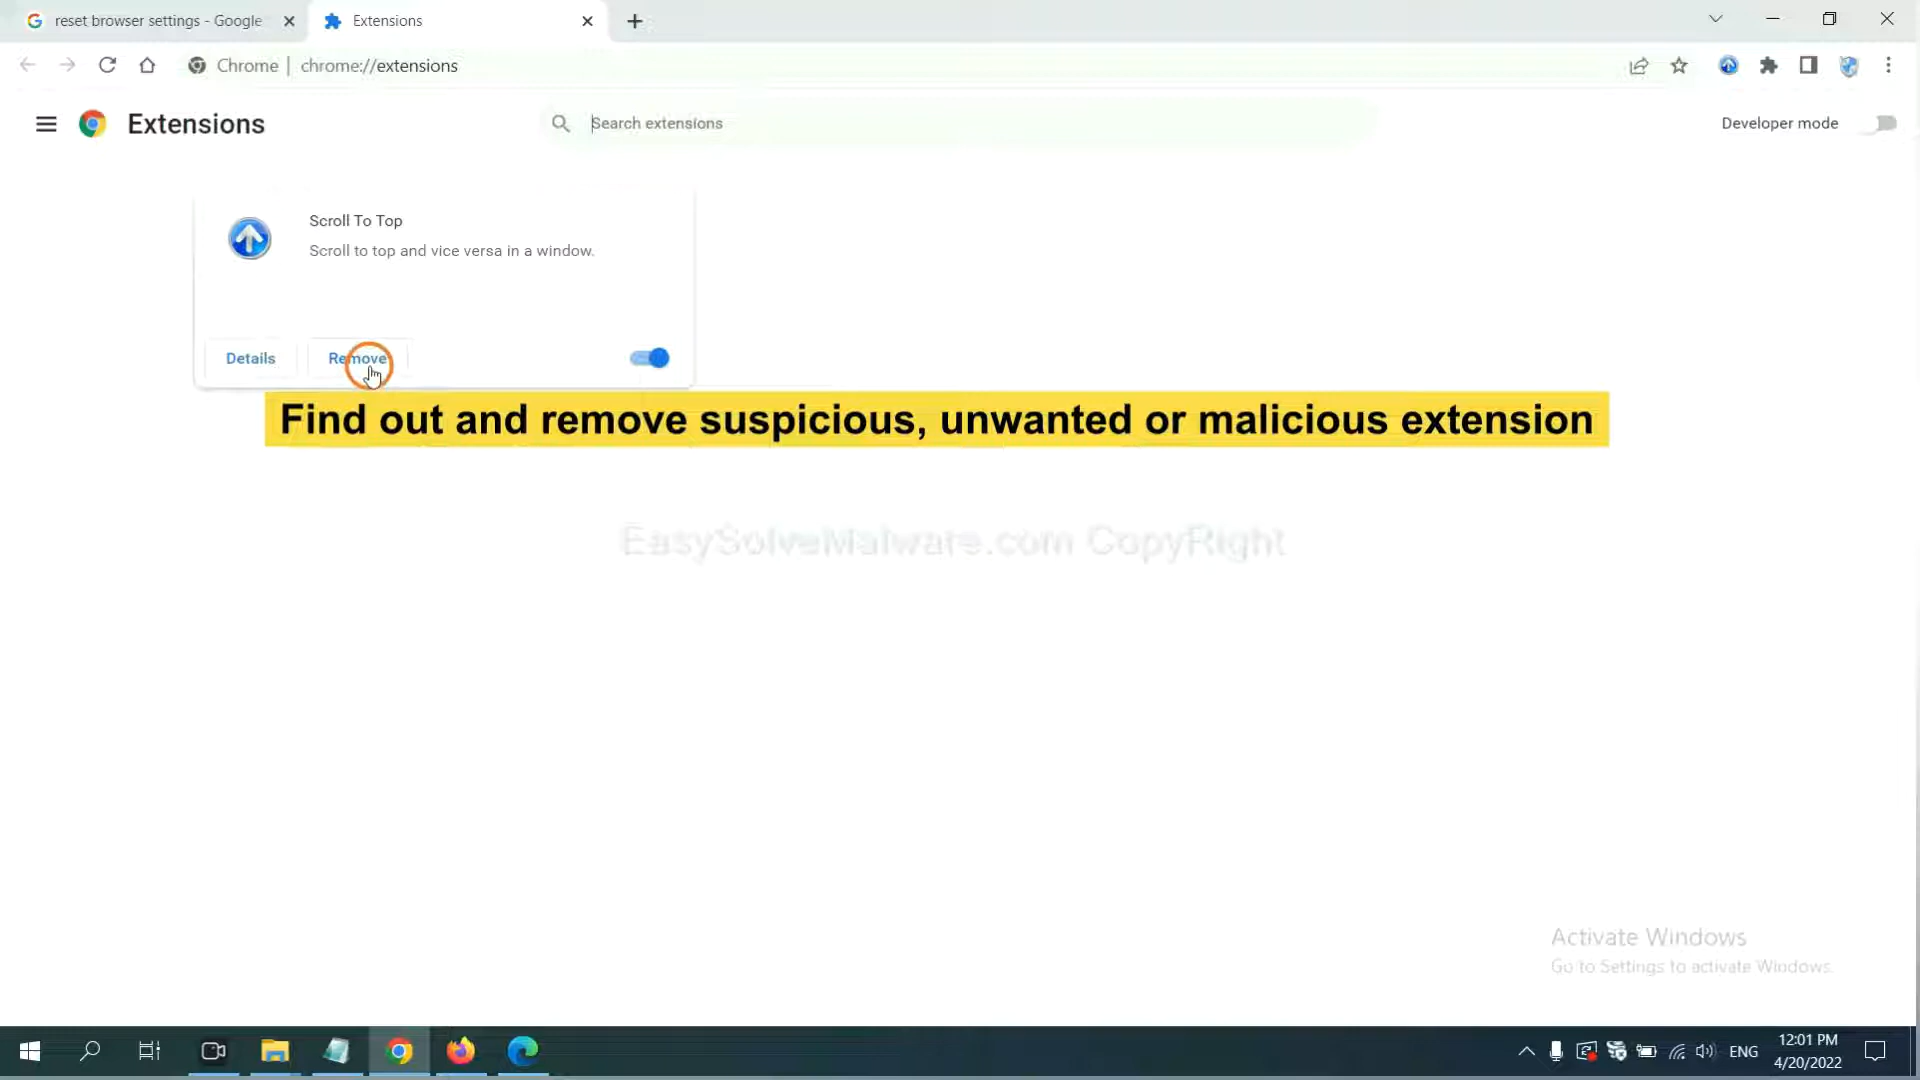 reset browser settings - Google
Extensions
Chrome | chrome://extensions
Extensions
Search extensions
Developer mode
Scroll To Top
Scroll to top and vice versa in a window.
Details
Remove
Find out and remove suspicious, unwanted or malicious extension
EasySolveMalware.com CopyRight
Activate Windows
Go to Settings to activate Windows.
ENG
12:01 PM
4/20/2022